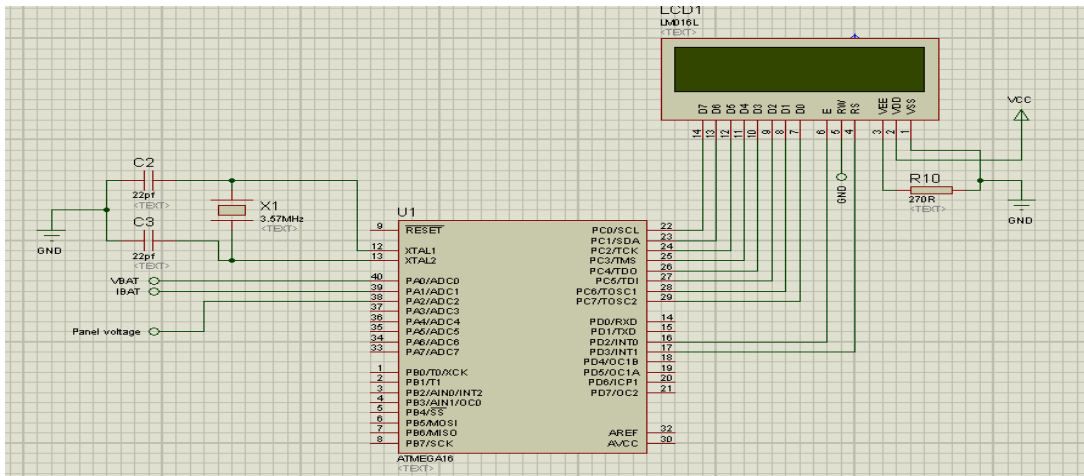 LCD1
LM016L
<TEXT>
D7 D6 D5 D4 D3 D2 D1 D0 E RW RS VEE VDD VSS
14 13 12 11 10 9 8 7 6 5 4 3 2 1
VCC
GND
R10
270R
<TEXT>
GND
C2
22pf
<TEXT>
X1
3.57MHz
<TEXT>
C3
22pf
<TEXT>
GND
VBAT
IBAT
Panel voltage
U1
9 RESET
12 XTAL1
13 XTAL2
40 PA0/ADC0
39 PA1/ADC1
38 PA2/ADC2
37 PA3/ADC3
36 PA4/ADC4
35 PA5/ADC5
34 PA6/ADC6
33 PA7/ADC7
1 PB0/T0/XCK
2 PB1/T1
3 PB2/AIN0/INT2
4 PB3/AIN1/OC0
5 PB4/SS
6 PB5/MOSI
7 PB6/MISO
8 PB7/SCK
PC0/SCL 22
PC1/SDA 23
PC2/TCK 24
PC3/TMS 25
PC4/TDO 26
PC5/TDI 27
PC6/TOSC1 28
PC7/TOSC2 29
PD0/RXD 14
PD1/TXD 15
PD2/INT0 16
PD3/INT1 17
PD4/OC1B 18
PD5/OC1A 19
PD6/ICP1 20
PD7/OC2 21
AREF 32
AVCC 30
ATMEGA16
<TEXT>